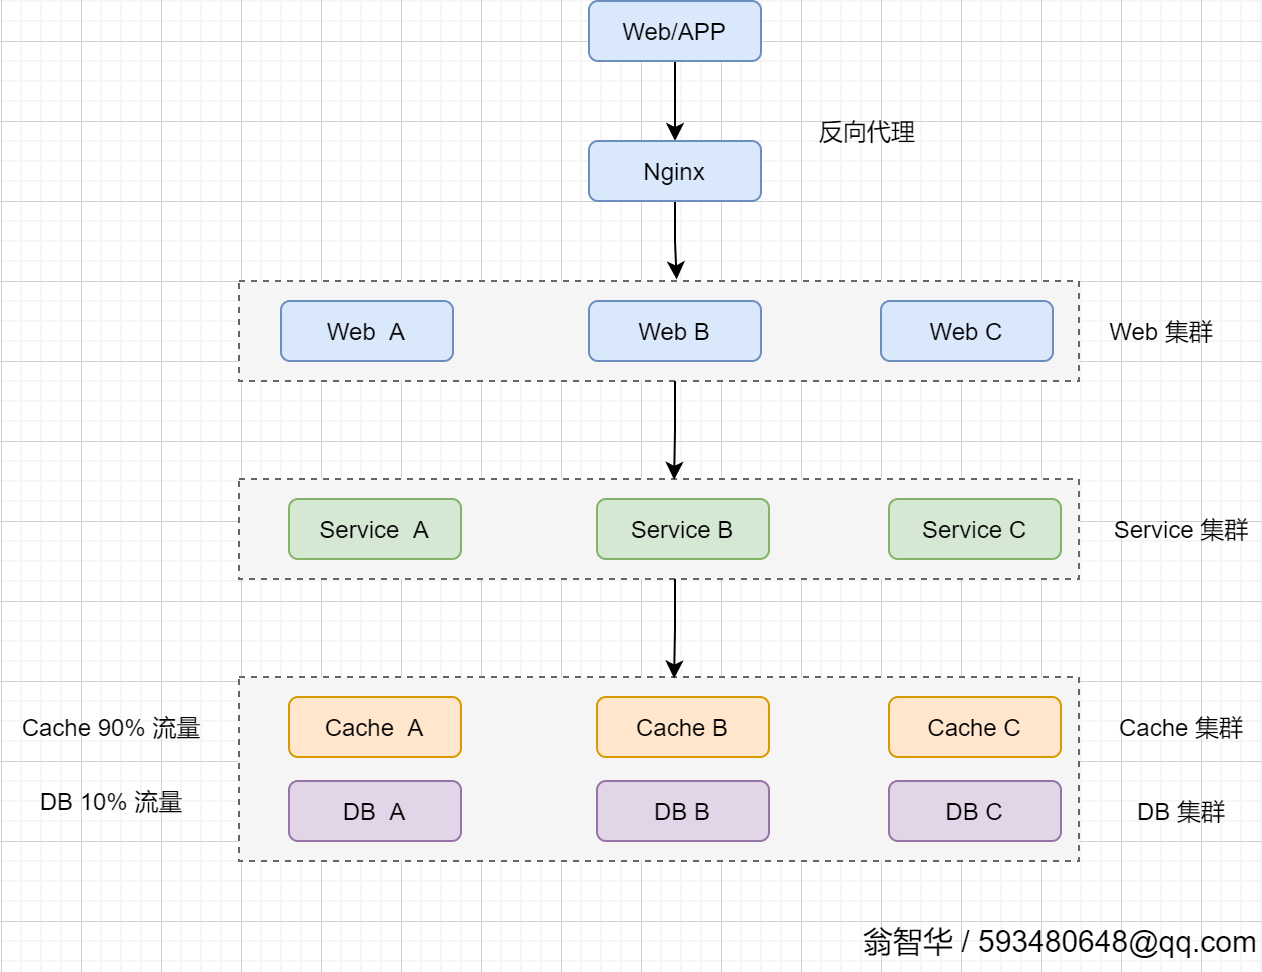 Web/APP
反向代理
Nginx
Web A
Web B
Web C
Web 集群
Service A
Service B
Service C
Service 集群
Cache 90% 流量
Cache A
Cache B
Cache C
Cache 集群
DB 10% 流量
DB A
DB B
DB C
DB 集群
翁智华 / 593480648@qq.com